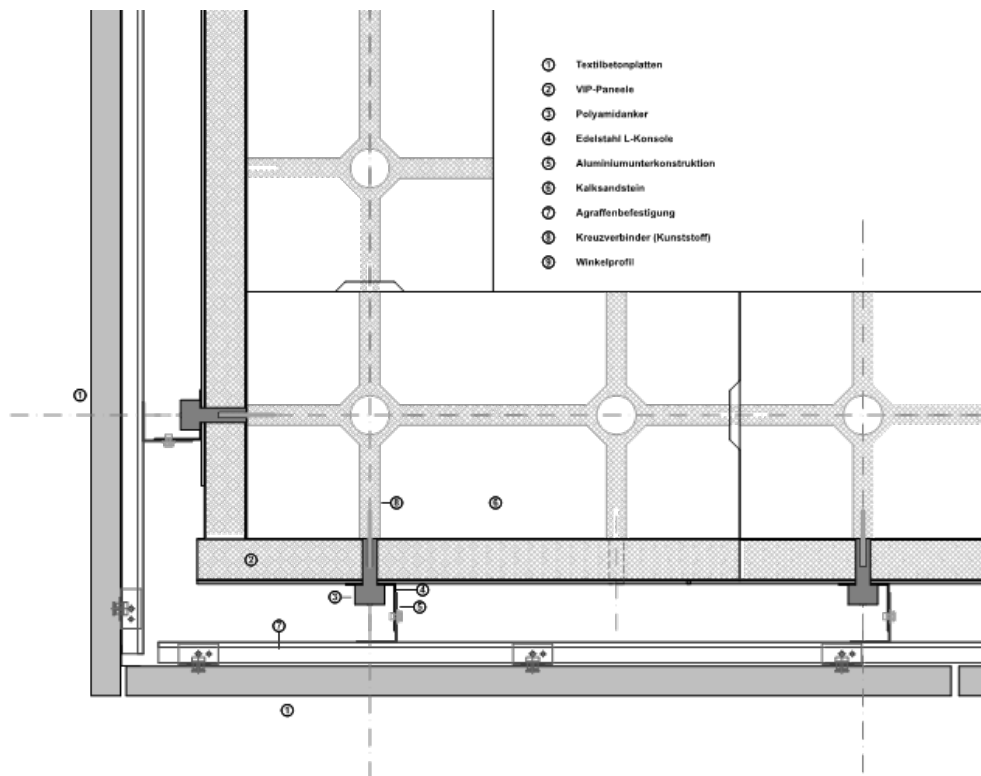 1 Textilbetonplatten
2 VIP-Paneele
3 Polyamidanker
4 Edelstahl L-Konsole
5 Aluminiumunterkonstruktion
6 Kalksandstein
7 Agraffenbefestigung
8 Kreuzverbinder (Kunststoff)
9 Winkelprofil
1
8
6
2
4
3
5
7
1